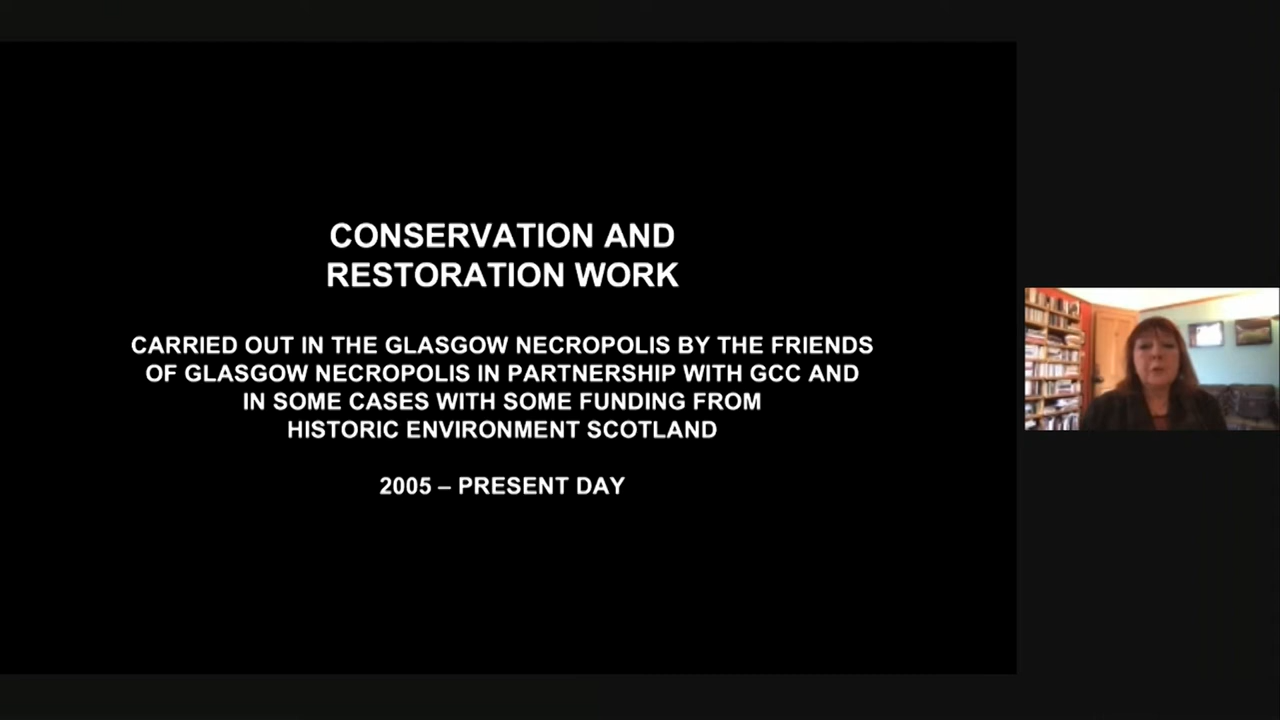 CONSERVATION AND
RESTORATION WORK
CARRIED OUT IN THE GLASGOW NECROPOLIS BY THE FRIENDS
OF GLASGOW NECROPOLIS IN PARTNERSHIP WITH GCC AND
IN SOME CASES WITH SOME FUNDING FROM
HISTORIC ENVIRONMENT SCOTLAND
2005 – PRESENT DAY